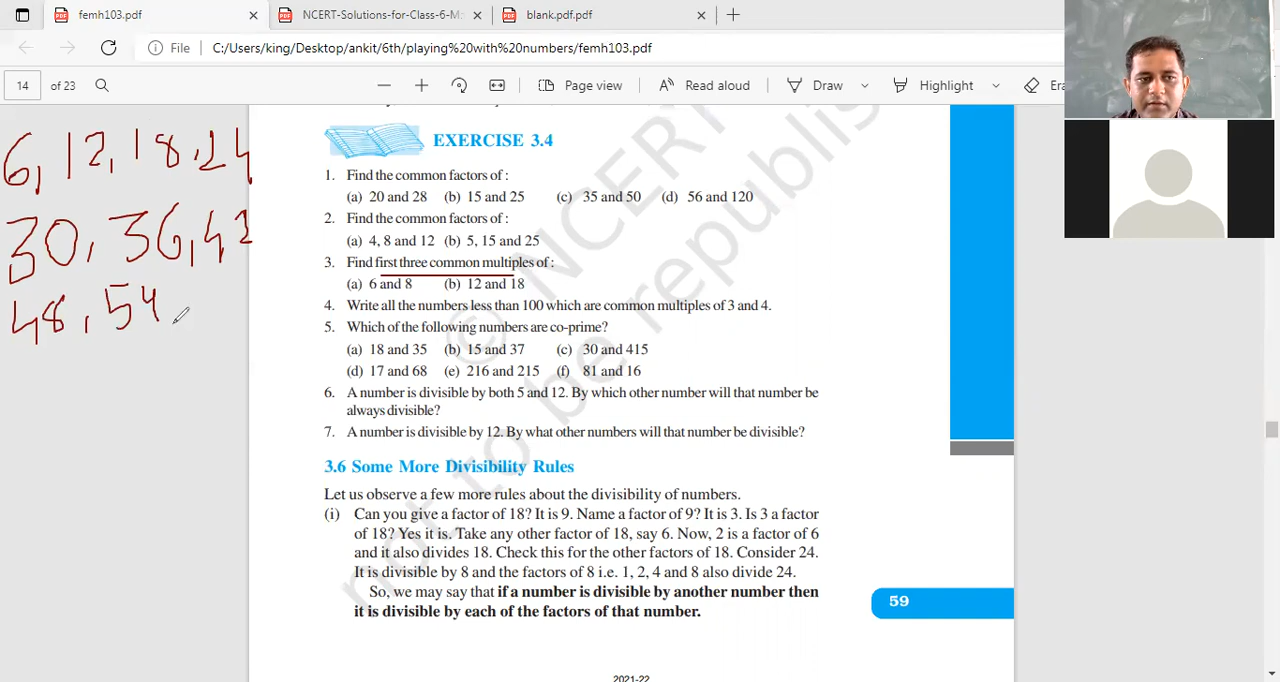 femh103.pdf
NCERT-Solutions-for-Class-6-Ma
blank.pdf.pdf
File C:/Users/king/Desktop/ankit/6th/playing%20with%20numbers/femh103.pdf
14 of 23
Page view
Read aloud
Draw
Highlight
6, 12, 18, 24
30, 36, 42
48, 54
EXERCISE 3.4
1. Find the common factors of :
(a) 20 and 28 (b) 15 and 25 (c) 35 and 50 (d) 56 and 120
2. Find the common factors of :
(a) 4, 8 and 12 (b) 5, 15 and 25
3. Find first three common multiples of :
(a) 6 and 8 (b) 12 and 18
4. Write all the numbers less than 100 which are common multiples of 3 and 4.
5. Which of the following numbers are co-prime?
(a) 18 and 35 (b) 15 and 37 (c) 30 and 415
(d) 17 and 68 (e) 216 and 215 (f) 81 and 16
6. A number is divisible by both 5 and 12. By which other number will that number be
always divisible?
7. A number is divisible by 12. By what other numbers will that number be divisible?
3.6 Some More Divisibility Rules
Let us observe a few more rules about the divisibility of numbers.
(i) Can you give a factor of 18? It is 9. Name a factor of 9? It is 3. Is 3 a factor
of 18? Yes it is. Take any other factor of 18, say 6. Now, 2 is a factor of 6
and it also divides 18. Check this for the other factors of 18. Consider 24.
It is divisible by 8 and the factors of 8 i.e. 1, 2, 4 and 8 also divide 24.
So, we may say that if a number is divisible by another number then
it is divisible by each of the factors of that number.
59
2021-22
© NCERT
not to be republis